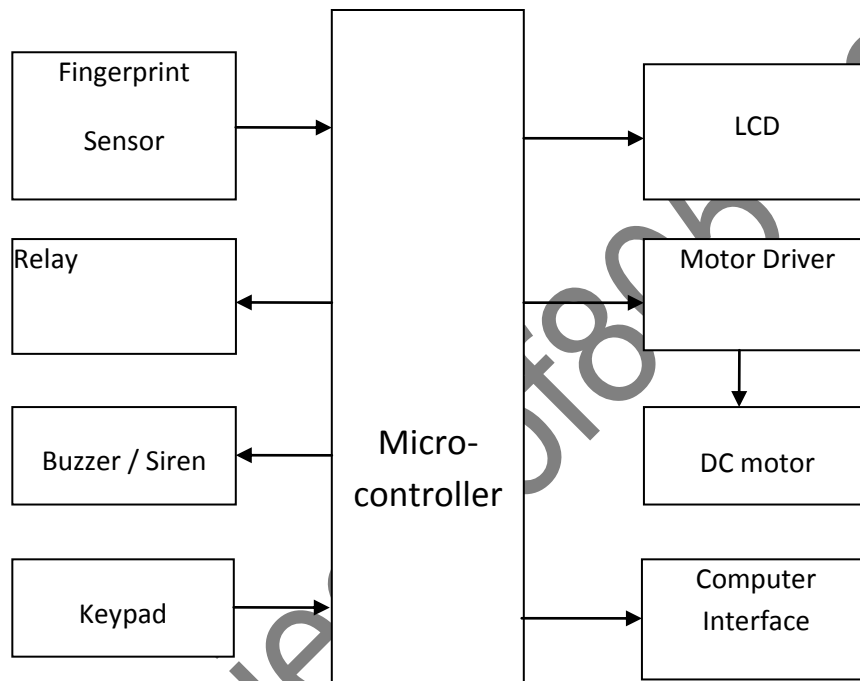 Fingerprint
Sensor
LCD
Relay
Motor Driver
Buzzer / Siren
Micro-
controller
DC motor
Keypad
Computer
Interface